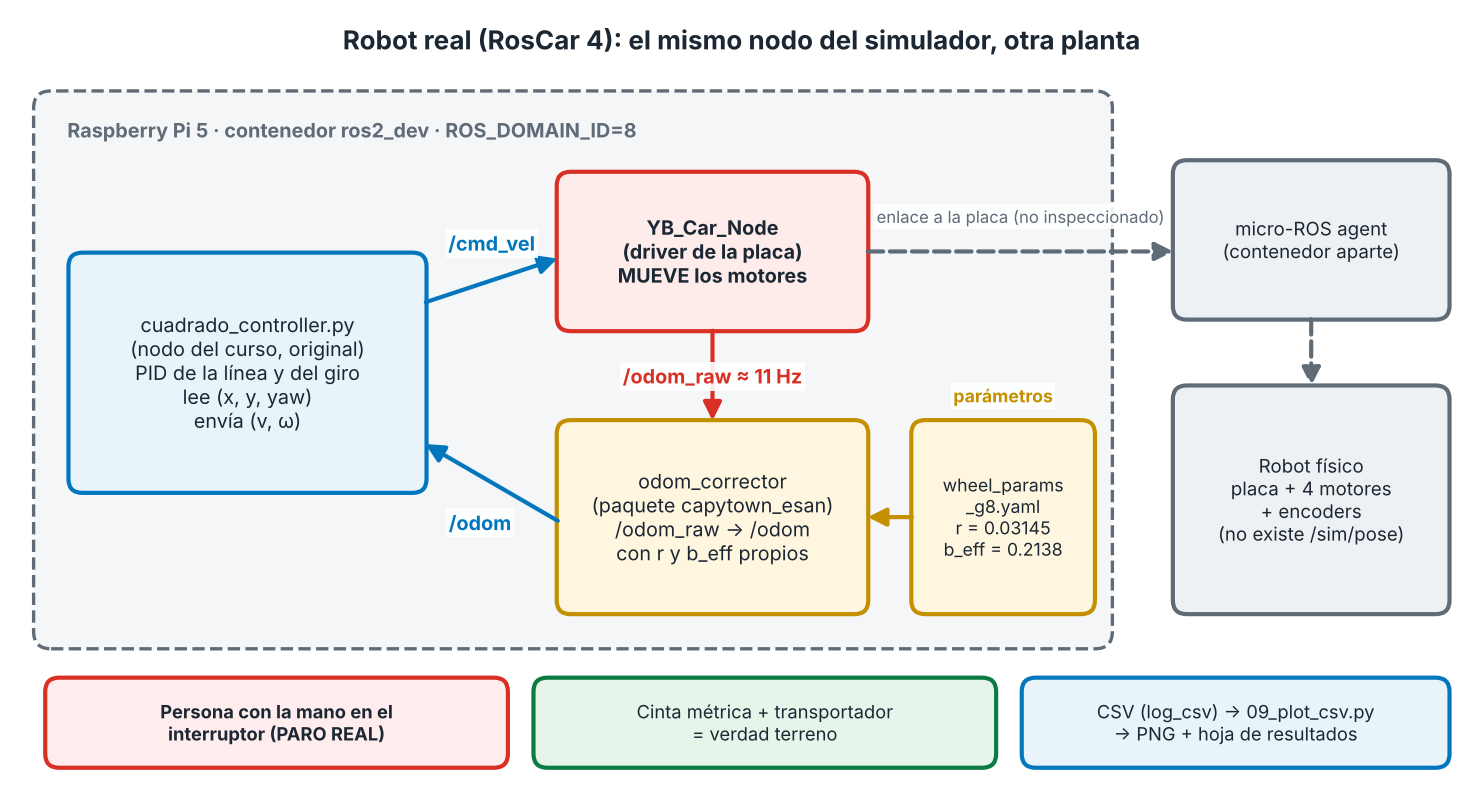 Robot real (RosCar 4): el mismo nodo del simulador, otra planta
Raspberry Pi 5 · contenedor ros2_dev · ROS_DOMAIN_ID=8
cuadrado_controller.py
(nodo del curso, original)
PID de la línea y del giro
lee (x, y, yaw)
envía (v, ω)
/cmd_vel
YB_Car_Node
(driver de la placa)
MUEVE los motores
enlace a la placa (no inspeccionado)
micro-ROS agent
(contenedor aparte)
/odom_raw ≈ 11 Hz
/odom
odom_corrector
(paquete capytown_esan)
/odom_raw → /odom
con r y b_eff propios
parámetros
wheel_params
_g8.yaml
r = 0.03145
b_eff = 0.2138
Robot físico
placa + 4 motores
+ encoders
(no existe /sim/pose)
Persona con la mano en el
interruptor (PARO REAL)
Cinta métrica + transportador
= verdad terreno
CSV (log_csv) → 09_plot_csv.py
→ PNG + hoja de resultados